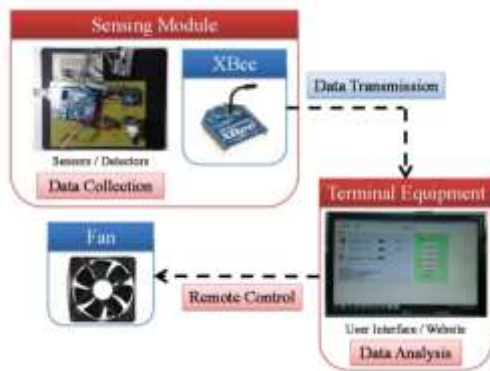 Sensing Module
XBee
XBee
Sensors / Detectors
Data Collection
Data Transmission
Terminal Equipment
User Interface / Website
Data Analysis
Remote Control
Fan